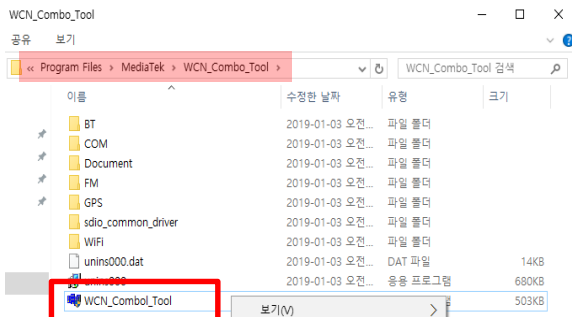 WCN_Combo_Tool
공유 보기
« Program Files > MediaTek > WCN_Combo_Tool > WCN_Combo_Tool 검색
이름 수정한 날짜 유형 크기
BT 2019-01-03 오전... 파일 폴더
COM 2019-01-03 오전... 파일 폴더
Document 2019-01-03 오전... 파일 폴더
FM 2019-01-03 오전... 파일 폴더
GPS 2019-01-03 오전... 파일 폴더
sdio_common_driver 2019-01-03 오전... 파일 폴더
WiFi 2019-01-03 오전... 파일 폴더
unins000.dat 2019-01-03 오전... DAT 파일 14KB
unins000 2019-01-03 오전... 응용 프로그램 680KB
WCN_Combol_Tool 503KB
보기(V)